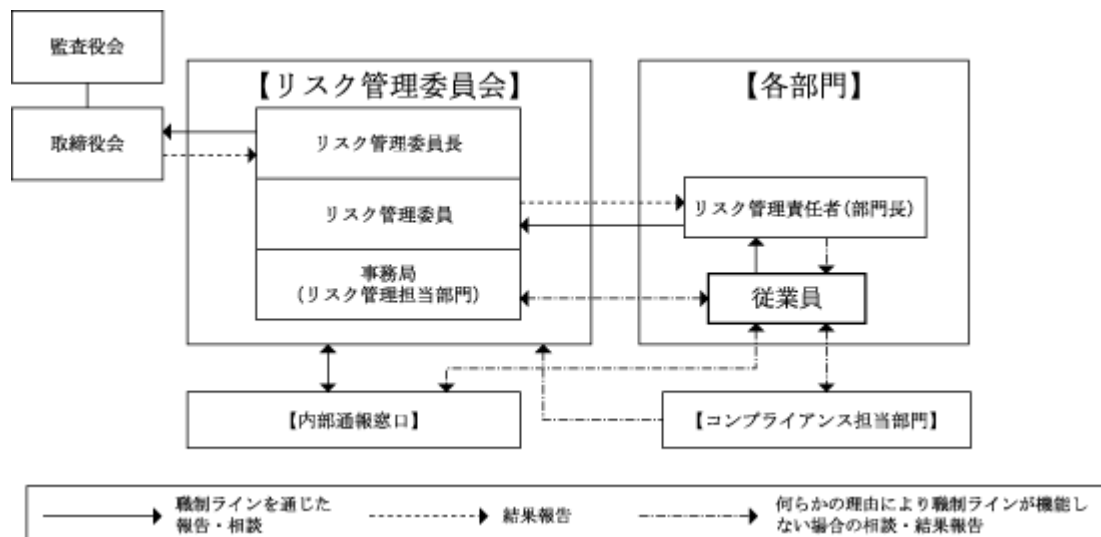 監査役会
取締役会
【リスク管理委員会】
リスク管理委員長
リスク管理委員
事務局
（リスク管理担当部門）
【各部門】
リスク管理責任者（部門長）
従業員
【内部通報窓口】
【コンプライアンス担当部門】
職制ラインを通じた
報告・相談
結果報告
何らかの理由により職制ラインが機能し
ない場合の相談・結果報告